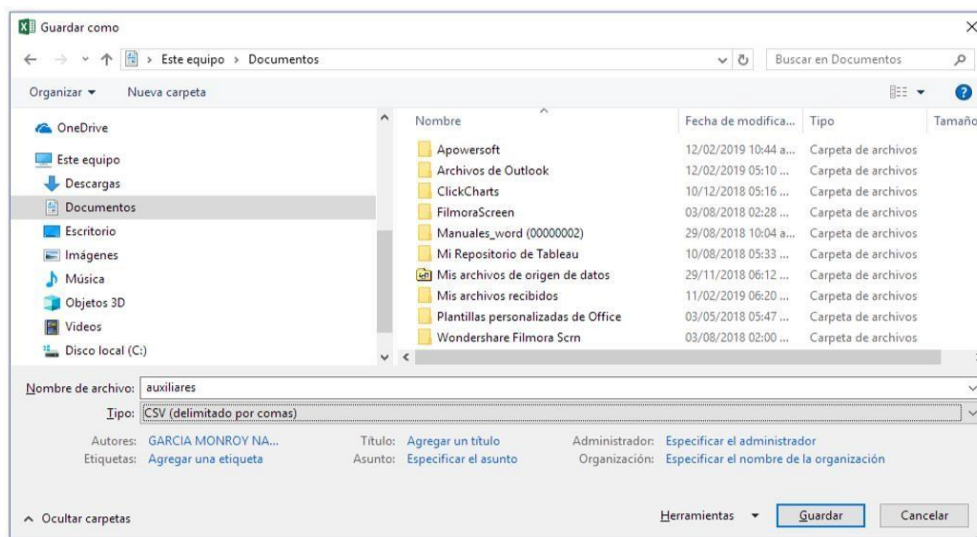 Guardar como
Este equipo > Documentos
Buscar en Documentos
Organizar
Nueva carpeta
OneDrive
Este equipo
Descargas
Documentos
Escritorio
Imágenes
Música
Objetos 3D
Videos
Disco local (C:)
Nombre Fecha de modifica... Tipo Tamaño
Apowersoft 12/02/2019 10:44 a... Carpeta de archivos
Archivos de Outlook 12/02/2019 05:10 ... Carpeta de archivos
ClickCharts 10/12/2018 05:16 ... Carpeta de archivos
FilmoraScreen 03/08/2018 02:28 ... Carpeta de archivos
Manuales_word (00000002) 29/08/2018 10:04 a... Carpeta de archivos
Mi Repositorio de Tableau 10/08/2018 05:33 ... Carpeta de archivos
Mis archivos de origen de datos 29/11/2018 06:12 ... Carpeta de archivos
Mis archivos recibidos 11/02/2019 06:20 ... Carpeta de archivos
Plantillas personalizadas de Office 03/05/2018 05:47 ... Carpeta de archivos
Wondershare Filmora Scrn 03/08/2018 02:00 ... Carpeta de archivos
Nombre de archivo: auxiliares
Tipo: CSV (delimitado por comas)
Autores: GARCIA MONROY NA... Título: Agregar un título Administrador: Especificar el administrador
Etiquetas: Agregar una etiqueta Asunto: Especificar el asunto Organización: Especificar el nombre de la organización
Ocultar carpetas
Herramientas
Guardar
Cancelar